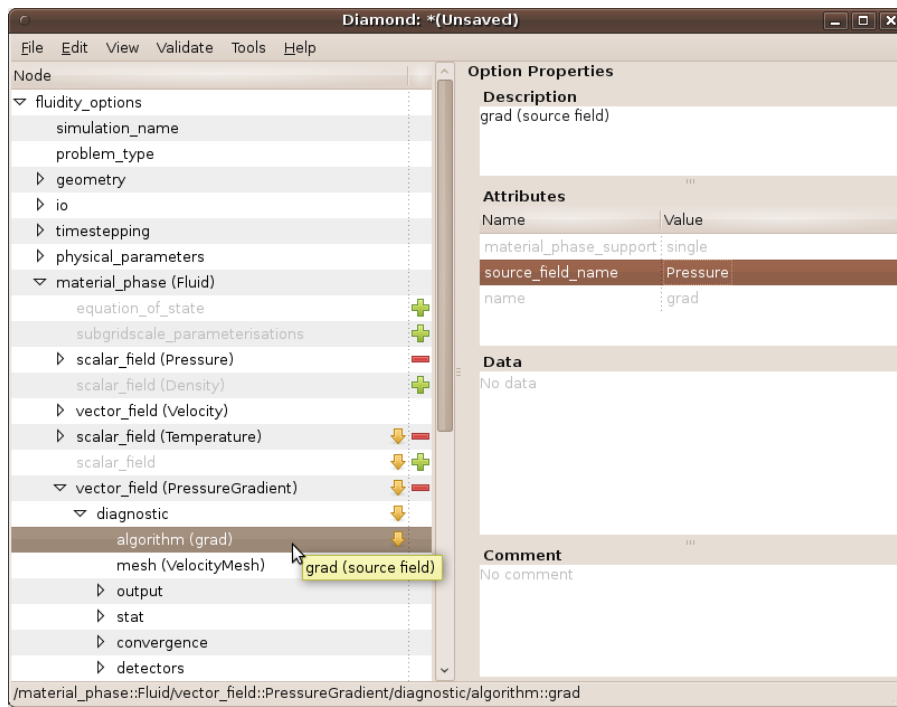 Diamond: *(Unsaved)
File Edit View Validate Tools Help
Node
fluidity_options
simulation_name
problem_type
geometry
io
timestepping
physical_parameters
material_phase (Fluid)
equation_of_state
subgridscale_parameterisations
scalar_field (Pressure)
scalar_field (Density)
vector_field (Velocity)
scalar_field (Temperature)
scalar_field
vector_field (PressureGradient)
diagnostic
algorithm (grad)
mesh (VelocityMesh)
grad (source field)
output
stat
convergence
detectors
Option Properties
Description
grad (source field)
Attributes
Name Value
material_phase_support single
source_field_name Pressure
name grad
Data
No data
Comment
No comment
/material_phase::Fluid/vector_field::PressureGradient/diagnostic/algorithm::grad